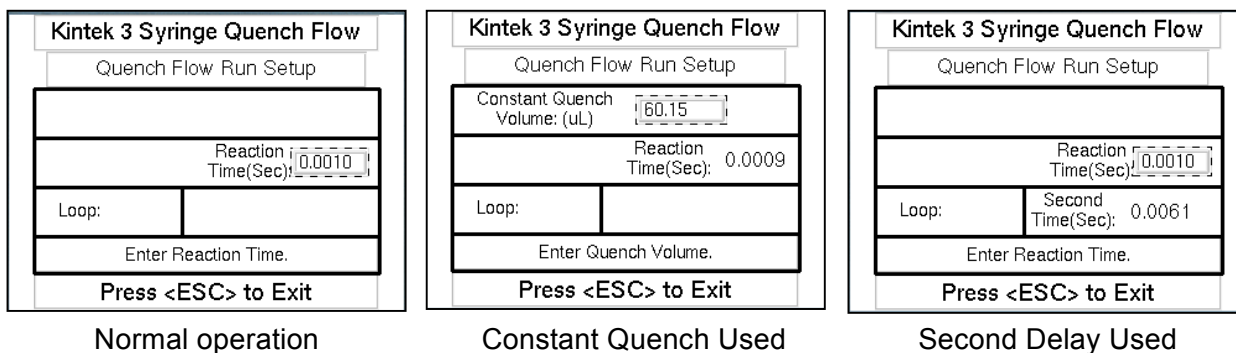 Kintek 3 Syringe Quench Flow
Quench Flow Run Setup
Reaction
Time(Sec): 0.0010
Loop:
Enter Reaction Time.
Press <ESC> to Exit
Normal operation
Kintek 3 Syringe Quench Flow
Quench Flow Run Setup
Constant Quench
Volume: (uL) 60.15
Reaction
Time(Sec): 0.0009
Loop:
Enter Quench Volume.
Press <ESC> to Exit
Constant Quench Used
Kintek 3 Syringe Quench Flow
Quench Flow Run Setup
Reaction
Time(Sec): 0.0010
Loop:
Second
Time(Sec): 0.0061
Enter Reaction Time.
Press <ESC> to Exit
Second Delay Used